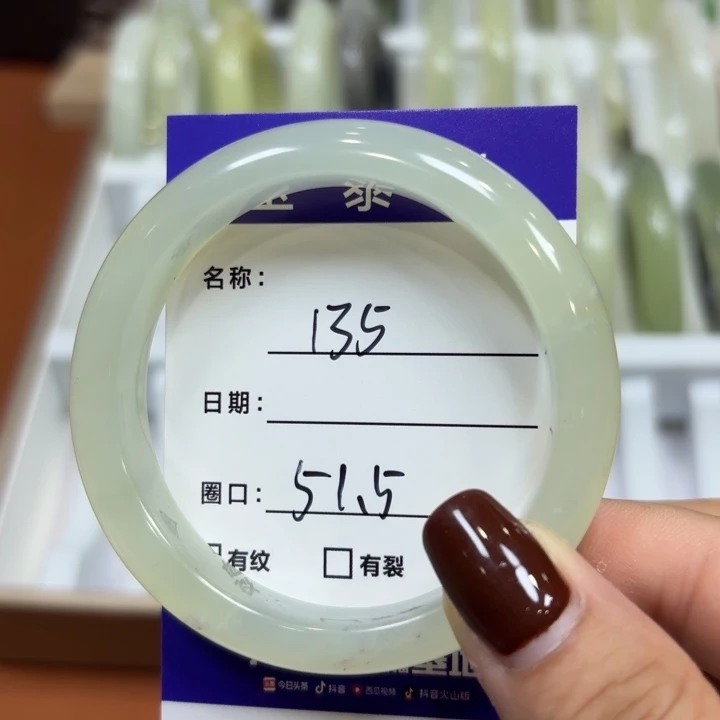 名称： 135
日期：
圈口： 51.5
有纹 有裂
今日头条 抖音 西瓜视频 抖音火山版